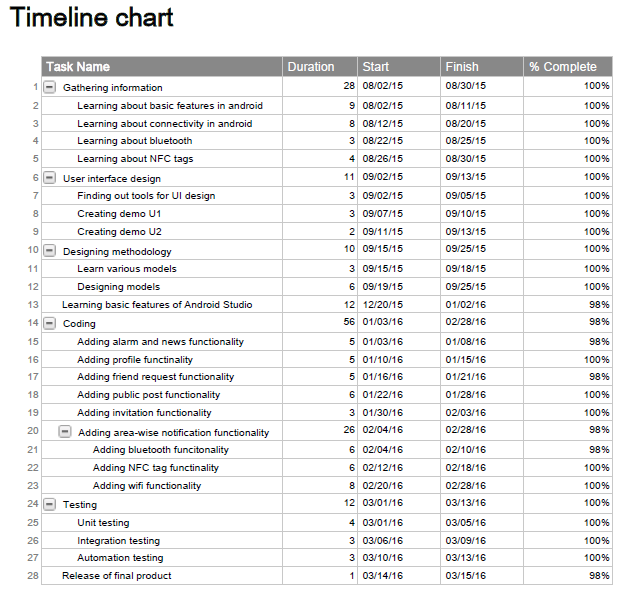 Timeline chart
Task Name Duration Start Finish % Complete
1 Gathering information 28 08/02/15 08/30/15 100%
2 Learning about basic features in android 9 08/02/15 08/11/15 100%
3 Learning about connectivity in android 8 08/12/15 08/20/15 100%
4 Learning about bluetooth 3 08/22/15 08/25/15 100%
5 Learning about NFC tags 4 08/26/15 08/30/15 100%
6 User interface design 11 09/02/15 09/13/15 100%
7 Finding out tools for UI design 3 09/02/15 09/05/15 100%
8 Creating demo U1 3 09/07/15 09/10/15 100%
9 Creating demo U2 2 09/11/15 09/13/15 100%
10 Designing methodology 10 09/15/15 09/25/15 100%
11 Learn various models 3 09/15/15 09/18/15 100%
12 Designing models 6 09/19/15 09/25/15 100%
13 Learning basic features of Android Studio 12 12/20/15 01/02/16 98%
14 Coding 56 01/03/16 02/28/16 98%
15 Adding alarm and news functionality 5 01/03/16 01/08/16 98%
16 Adding profile functinality 5 01/10/16 01/15/16 100%
17 Adding friend request functionality 5 01/16/16 01/21/16 98%
18 Adding public post functionality 6 01/22/16 01/28/16 100%
19 Adding invitation functionality 3 01/30/16 02/03/16 100%
20 Adding area-wise notification functionality 26 02/04/16 02/28/16 98%
21 Adding bluetooth funcitonality 6 02/04/16 02/10/16 98%
22 Adding NFC tag functinality 6 02/12/16 02/18/16 100%
23 Adding wifi functionality 8 02/20/16 02/28/16 100%
24 Testing 12 03/01/16 03/13/16 100%
25 Unit testing 4 03/01/16 03/05/16 100%
26 Integration testing 3 03/06/16 03/09/16 100%
27 Automation testing 3 03/10/16 03/13/16 100%
28 Release of final product 1 03/14/16 03/15/16 98%